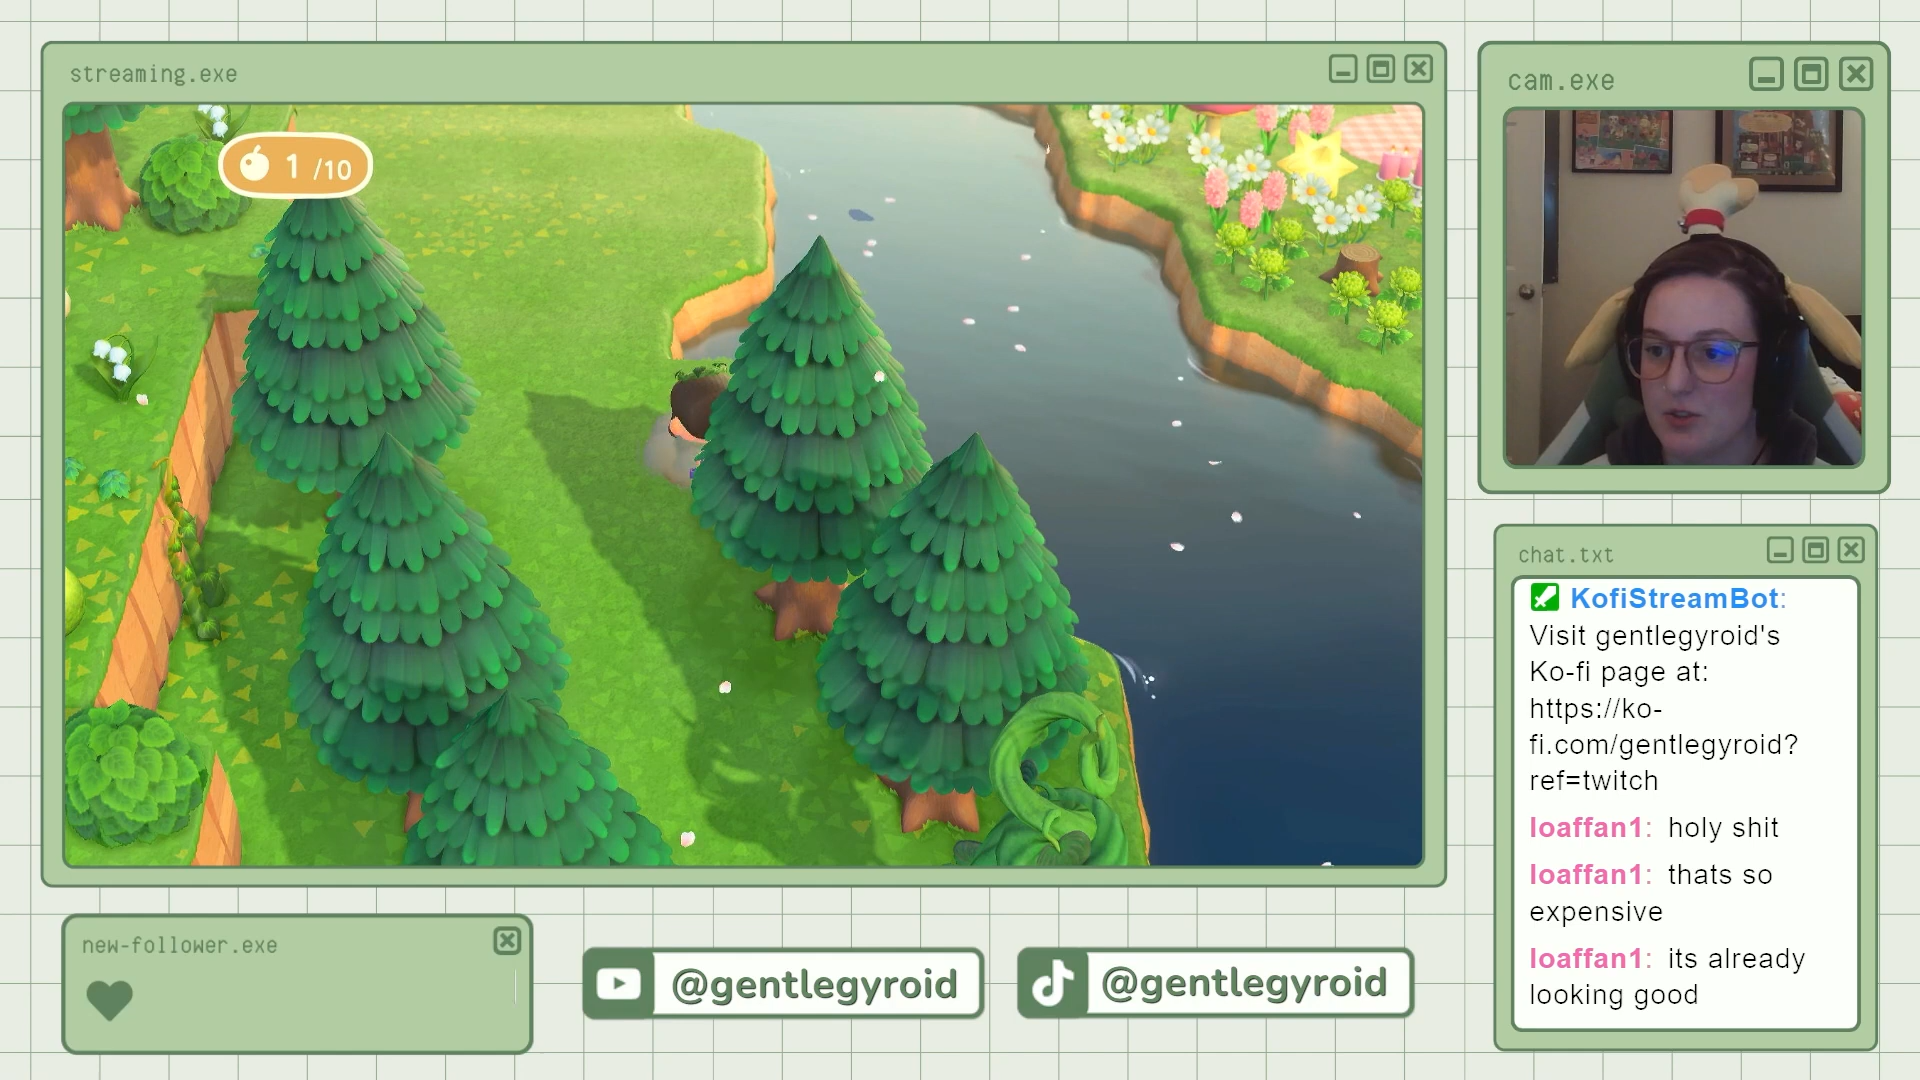 streaming.exe
1 /10
cam.exe
chat.txt
KofiStreamBot:
Visit gentlegyroid's
Ko-fi page at:
https://ko-
fi.com/gentlegyroid?
ref=twitch
loaffan1: holy shit
loaffan1: thats so
expensive
loaffan1: its already
looking good
new-follower.exe
@gentlegyroid
@gentlegyroid